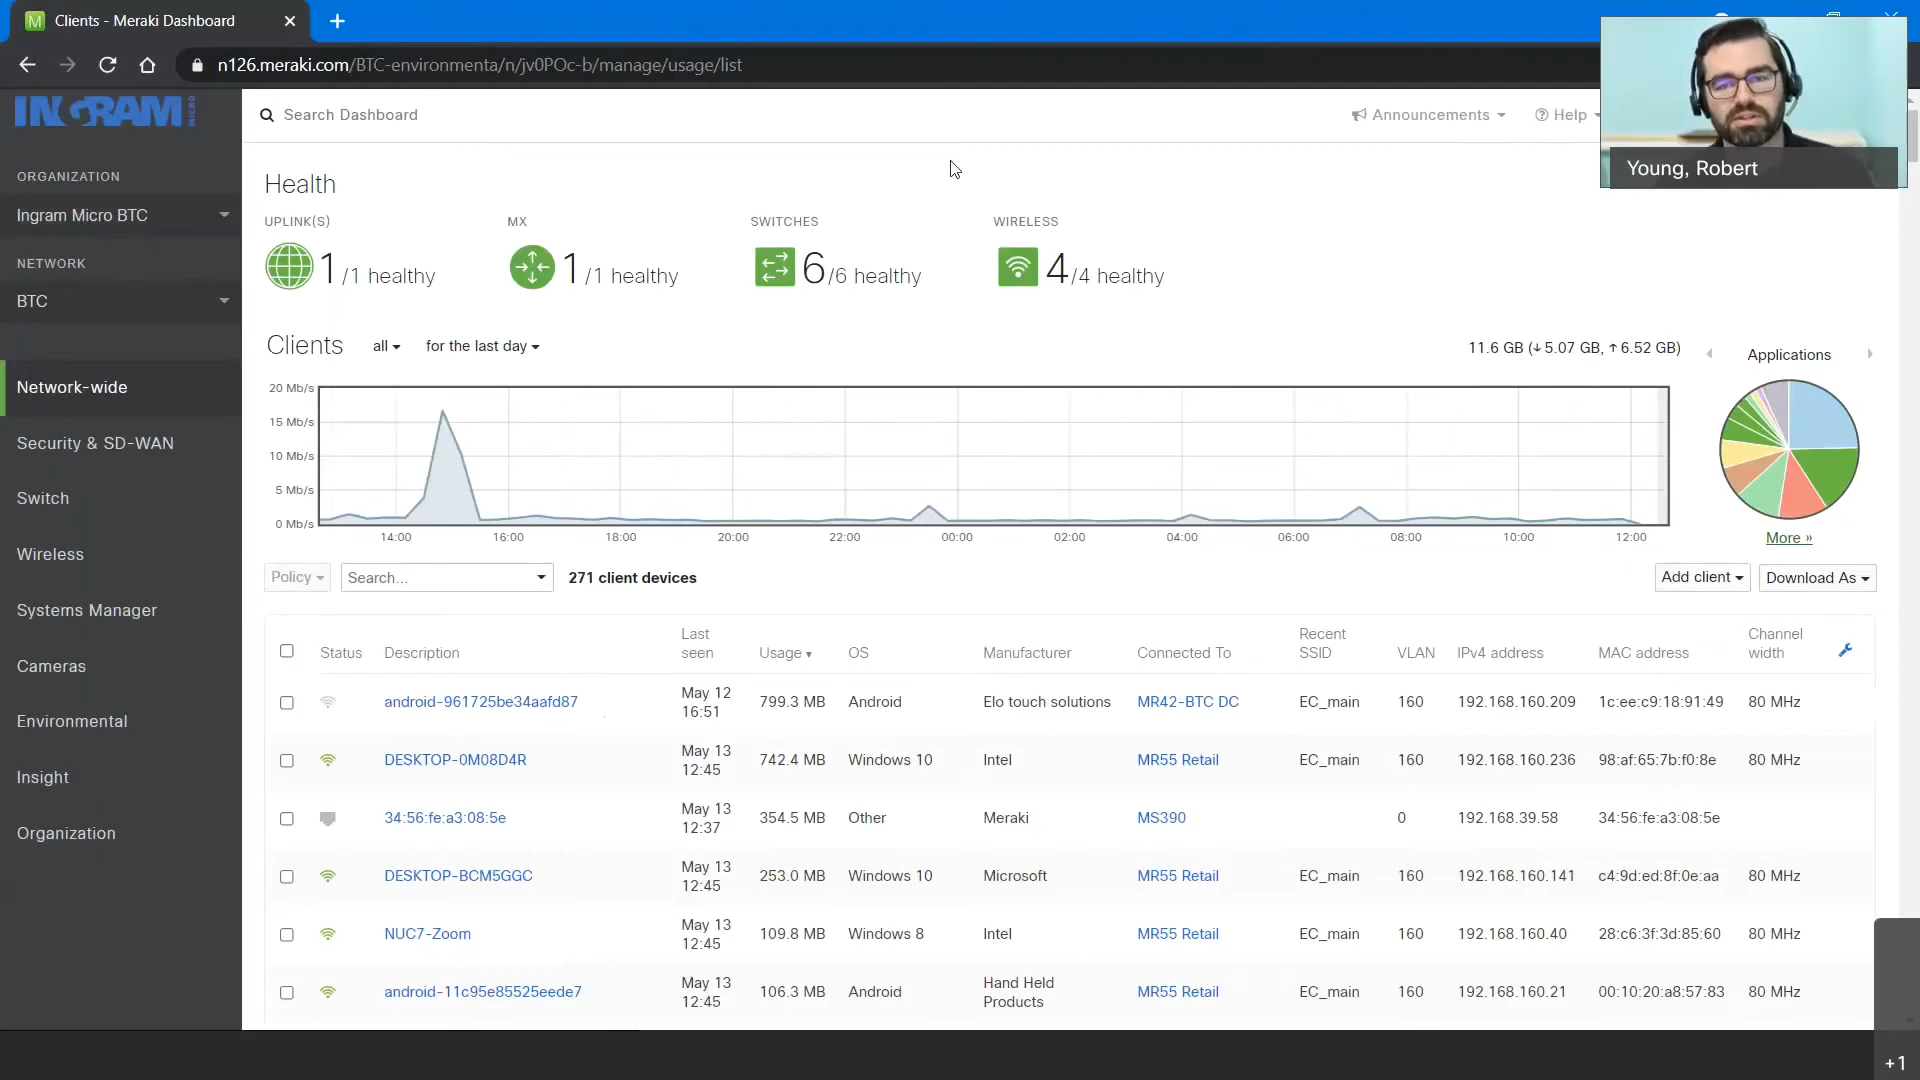 Clients - Meraki Dashboard
n126.meraki.com/BTC-environmenta/n/jv0POc-b/manage/usage/list
INGRAM MICRO
Search Dashboard
Announcements
Help
Young, Robert
ORGANIZATION
Ingram Micro BTC
NETWORK
BTC
Network-wide
Security & SD-WAN
Switch
Wireless
Systems Manager
Cameras
Environmental
Insight
Organization
Health
UPLINK(S)
1/1 healthy
MX
1/1 healthy
SWITCHES
6/6 healthy
WIRELESS
4/4 healthy
Clients all for the last day
11.6 GB (↓ 5.07 GB, ↑ 6.52 GB)
Applications
20 Mb/s
15 Mb/s
10 Mb/s
5 Mb/s
0 Mb/s
14:00 16:00 18:00 20:00 22:00 00:00 02:00 04:00 06:00 08:00 10:00 12:00
More »
Policy Search... 271 client devices Add client Download As
Status Description Last seen Usage OS Manufacturer Connected To Recent SSID VLAN IPv4 address MAC address Channel width
android-961725be34aafd87 May 12 16:51 799.3 MB Android Elo touch solutions MR42-BTC DC EC_main 160 192.168.160.209 1c:ee:c9:18:91:49 80 MHz
DESKTOP-0M08D4R May 13 12:45 742.4 MB Windows 10 Intel MR55 Retail EC_main 160 192.168.160.236 98:af:65:7b:f0:8e 80 MHz
34:56:fe:a3:08:5e May 13 12:37 354.5 MB Other Meraki MS390 0 192.168.39.58 34:56:fe:a3:08:5e
DESKTOP-BCM5GGC May 13 12:45 253.0 MB Windows 10 Microsoft MR55 Retail EC_main 160 192.168.160.141 c4:9d:ed:8f:0e:aa 80 MHz
NUC7-Zoom May 13 12:45 109.8 MB Windows 8 Intel MR55 Retail EC_main 160 192.168.160.40 28:c6:3f:3d:85:60 80 MHz
android-11c95e85525eede7 May 13 12:45 106.3 MB Android Hand Held Products MR55 Retail EC_main 160 192.168.160.21 00:10:20:a8:57:83 80 MHz
+1